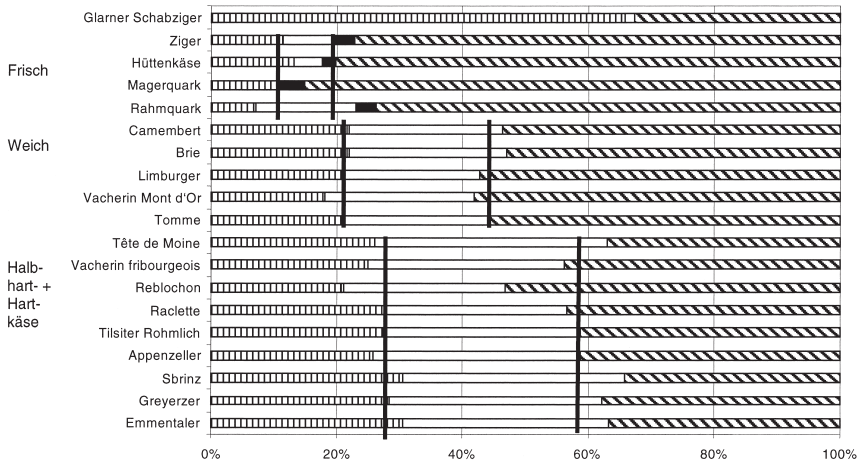 Glarner Schabziger
Ziger
Frisch
Hüttenkäse
Magerquark
Rahmquark
Camembert
Weich
Brie
Limburger
Vacherin Mont d'Or
Tomme
Tête de Moine
Halb-
hart- +
Hart-
käse
Vacherin fribourgeois
Reblochon
Raclette
Tilsiter Rohmlich
Appenzeller
Sbrinz
Greyerzer
Emmentaler
0% 20% 40% 60% 80% 100%